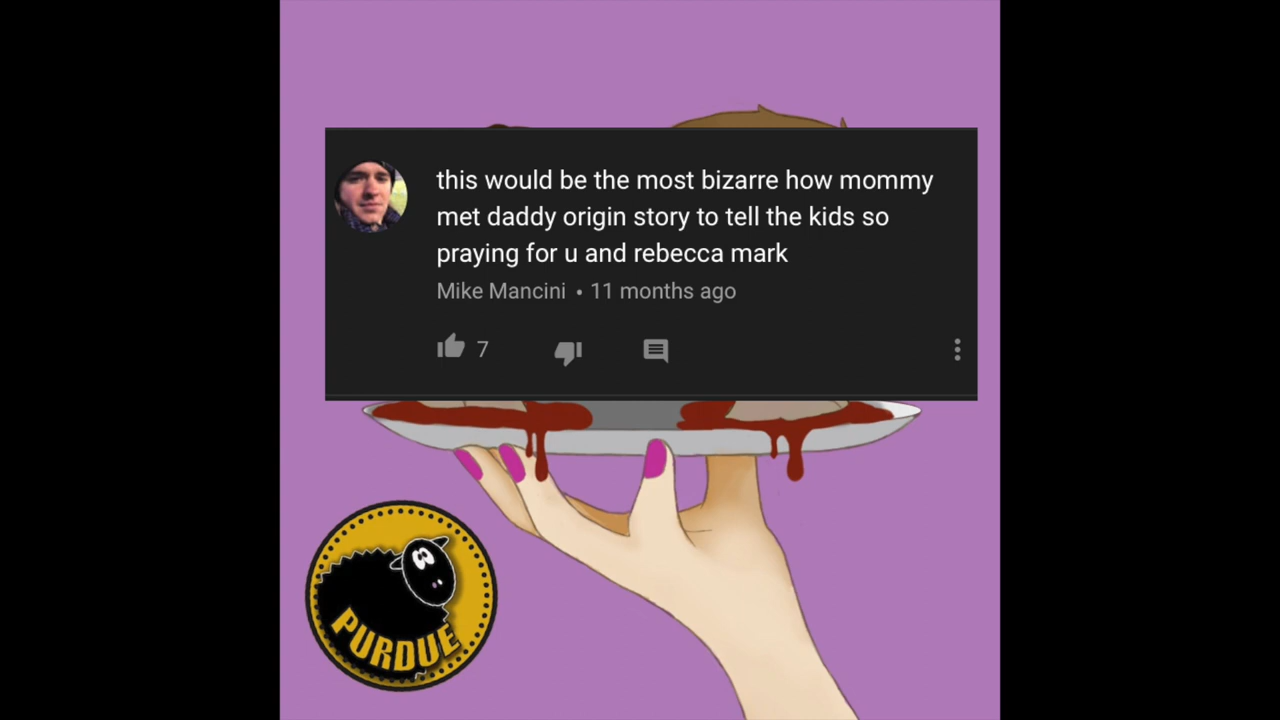 this would be the most bizarre how mommy
met daddy origin story to tell the kids so
praying for u and rebecca mark
Mike Mancini • 11 months ago
7
PURDUE